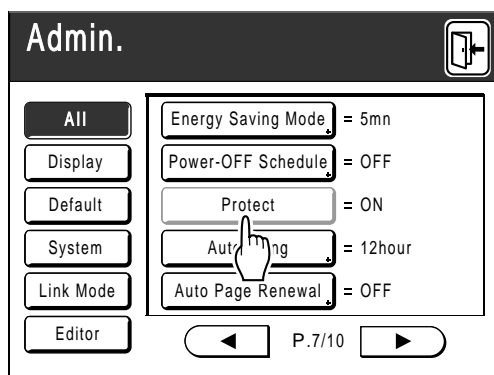 Admin.
All
Display
Default
System
Link Mode
Editor
Energy Saving Mode = 5mn
Power-OFF Schedule = OFF
Protect = ON
= 12hour
Auto Page Renewal = OFF
P.7/10